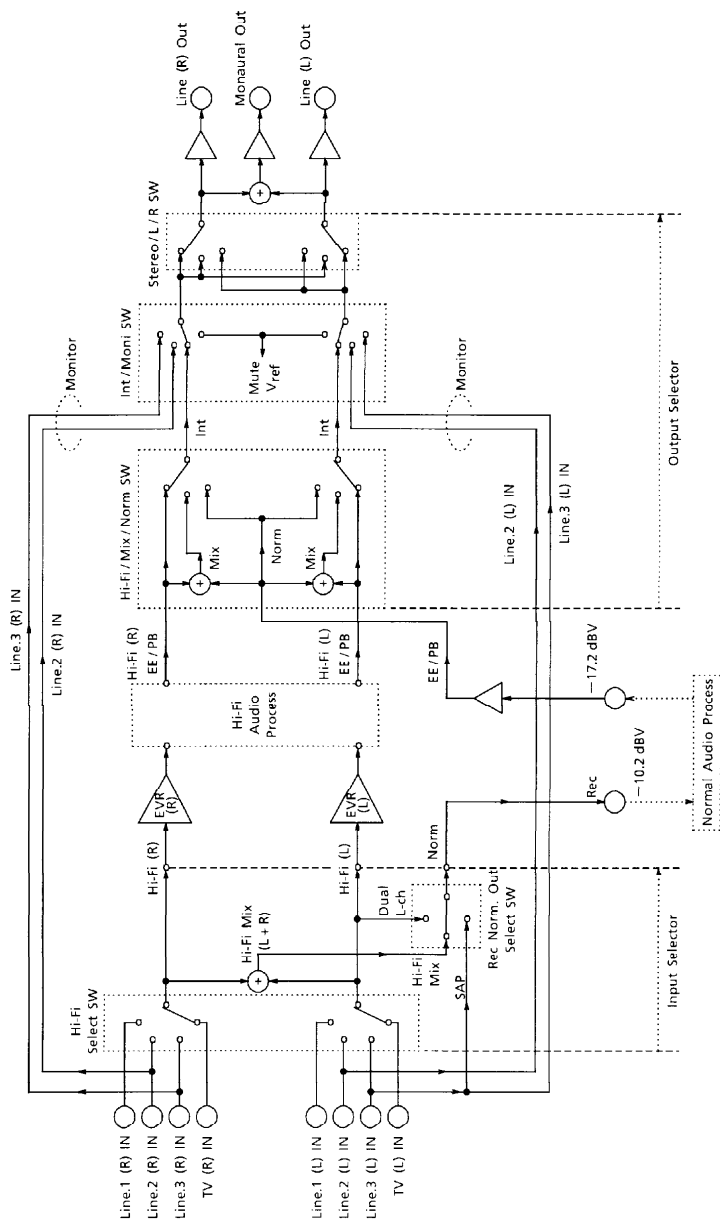 Line.1 (R) IN
Line.2 (R) IN
Line.3 (R) IN
TV (R) IN
Line.1 (L) IN
Line.2 (L) IN
Line.3 (L) IN
TV (L) IN
Hi-Fi
Select SW
Hi-Fi Mix
(L + R)
Hi-Fi
Mix
SAP
Dual
L-ch
Rec Norm. Out
Select SW
Input Selector
Hi-Fi (R)
Hi-Fi (L)
Norm
EVR
(R)
EVR
(L)
Rec
−10.2 dBV
−17.2 dBV
Normal Audio Process
Hi-Fi
Audio
Process
Hi-Fi (R)
EE / PB
Hi-Fi (L)
EE / PB
EE / PB
Line.3 (R) IN
Line.2 (R) IN
Hi-Fi / Mix / Norm SW
Mix
Norm
Mix
Int
Int
Line.2 (L) IN
Line.3 (L) IN
Monitor
Int / Moni SW
Mute
Vref
Monitor
Output Selector
Stereo / L / R SW
Line (R) Out
Monaural Out
Line (L) Out